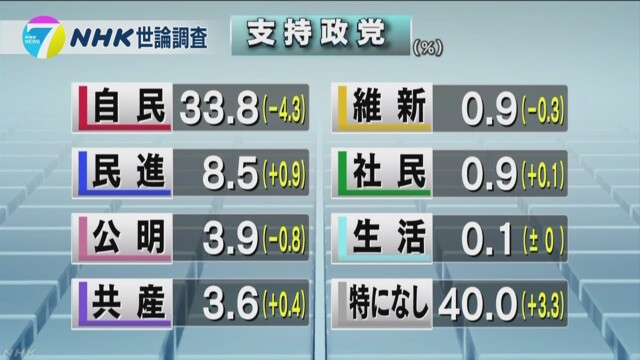 7 NHK NEWS
NHK世論調査
支持政党
(%)
自民 33.8(-4.3)
民進 8.5(+0.9)
公明 3.9(-0.8)
共産 3.6(+0.4)
維新 0.9(-0.3)
社民 0.9(+0.1)
生活 0.1(±0)
特になし 40.0(+3.3)